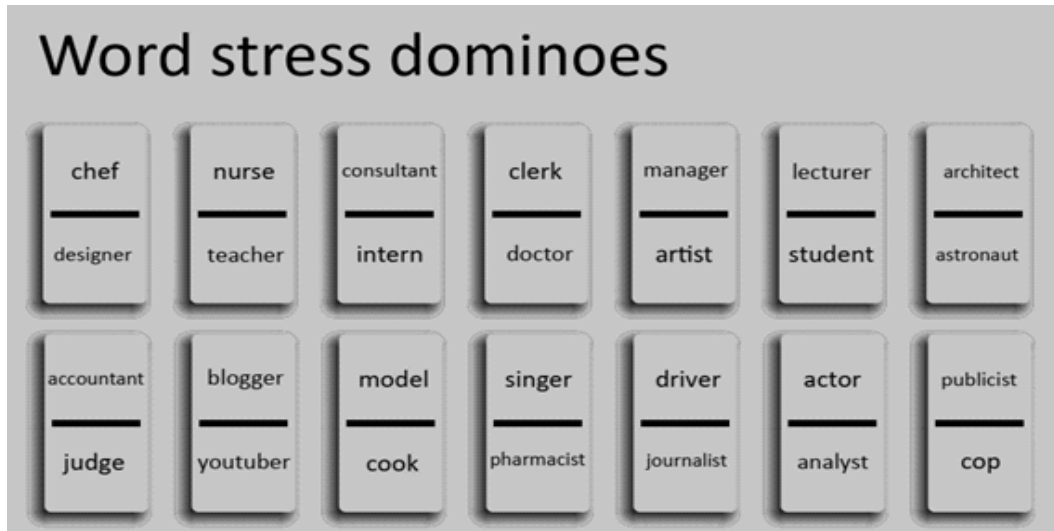 Word stress dominoes
chef nurse consultant clerk manager lecturer architect
designer teacher intern doctor artist student astronaut
accountant blogger model singer driver actor publicist
judge youtuber cook pharmacist journalist analyst cop